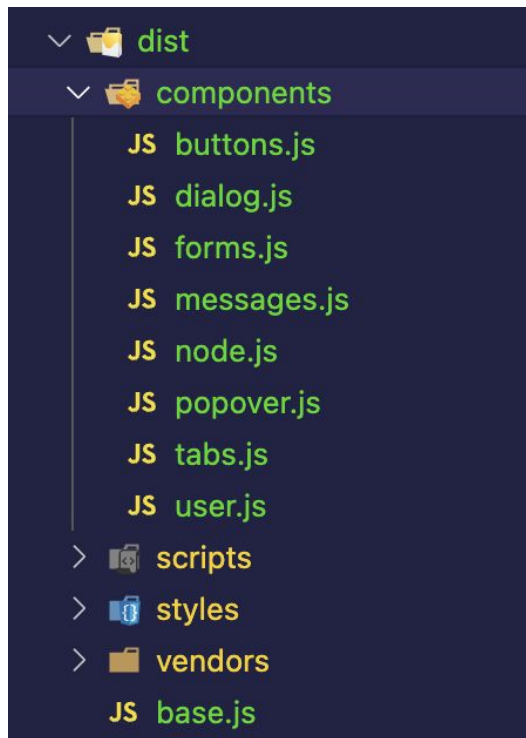 dist
components
JS buttons.js
JS dialog.js
JS forms.js
JS messages.js
JS node.js
JS popover.js
JS tabs.js
JS user.js
scripts
styles
vendors
JS base.js